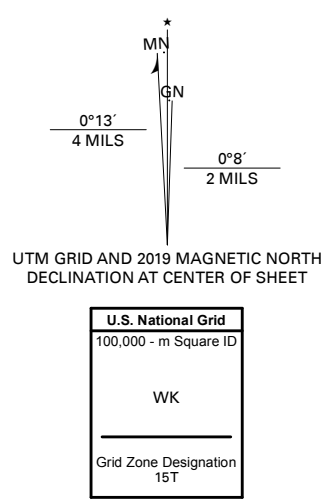 MN
GN
0°13´
4 MILS
0°8´
2 MILS
UTM GRID AND 2019 MAGNETIC NORTH
DECLINATION AT CENTER OF SHEET
U.S. National Grid
100,000 - m Square ID
WK
Grid Zone Designation
15T